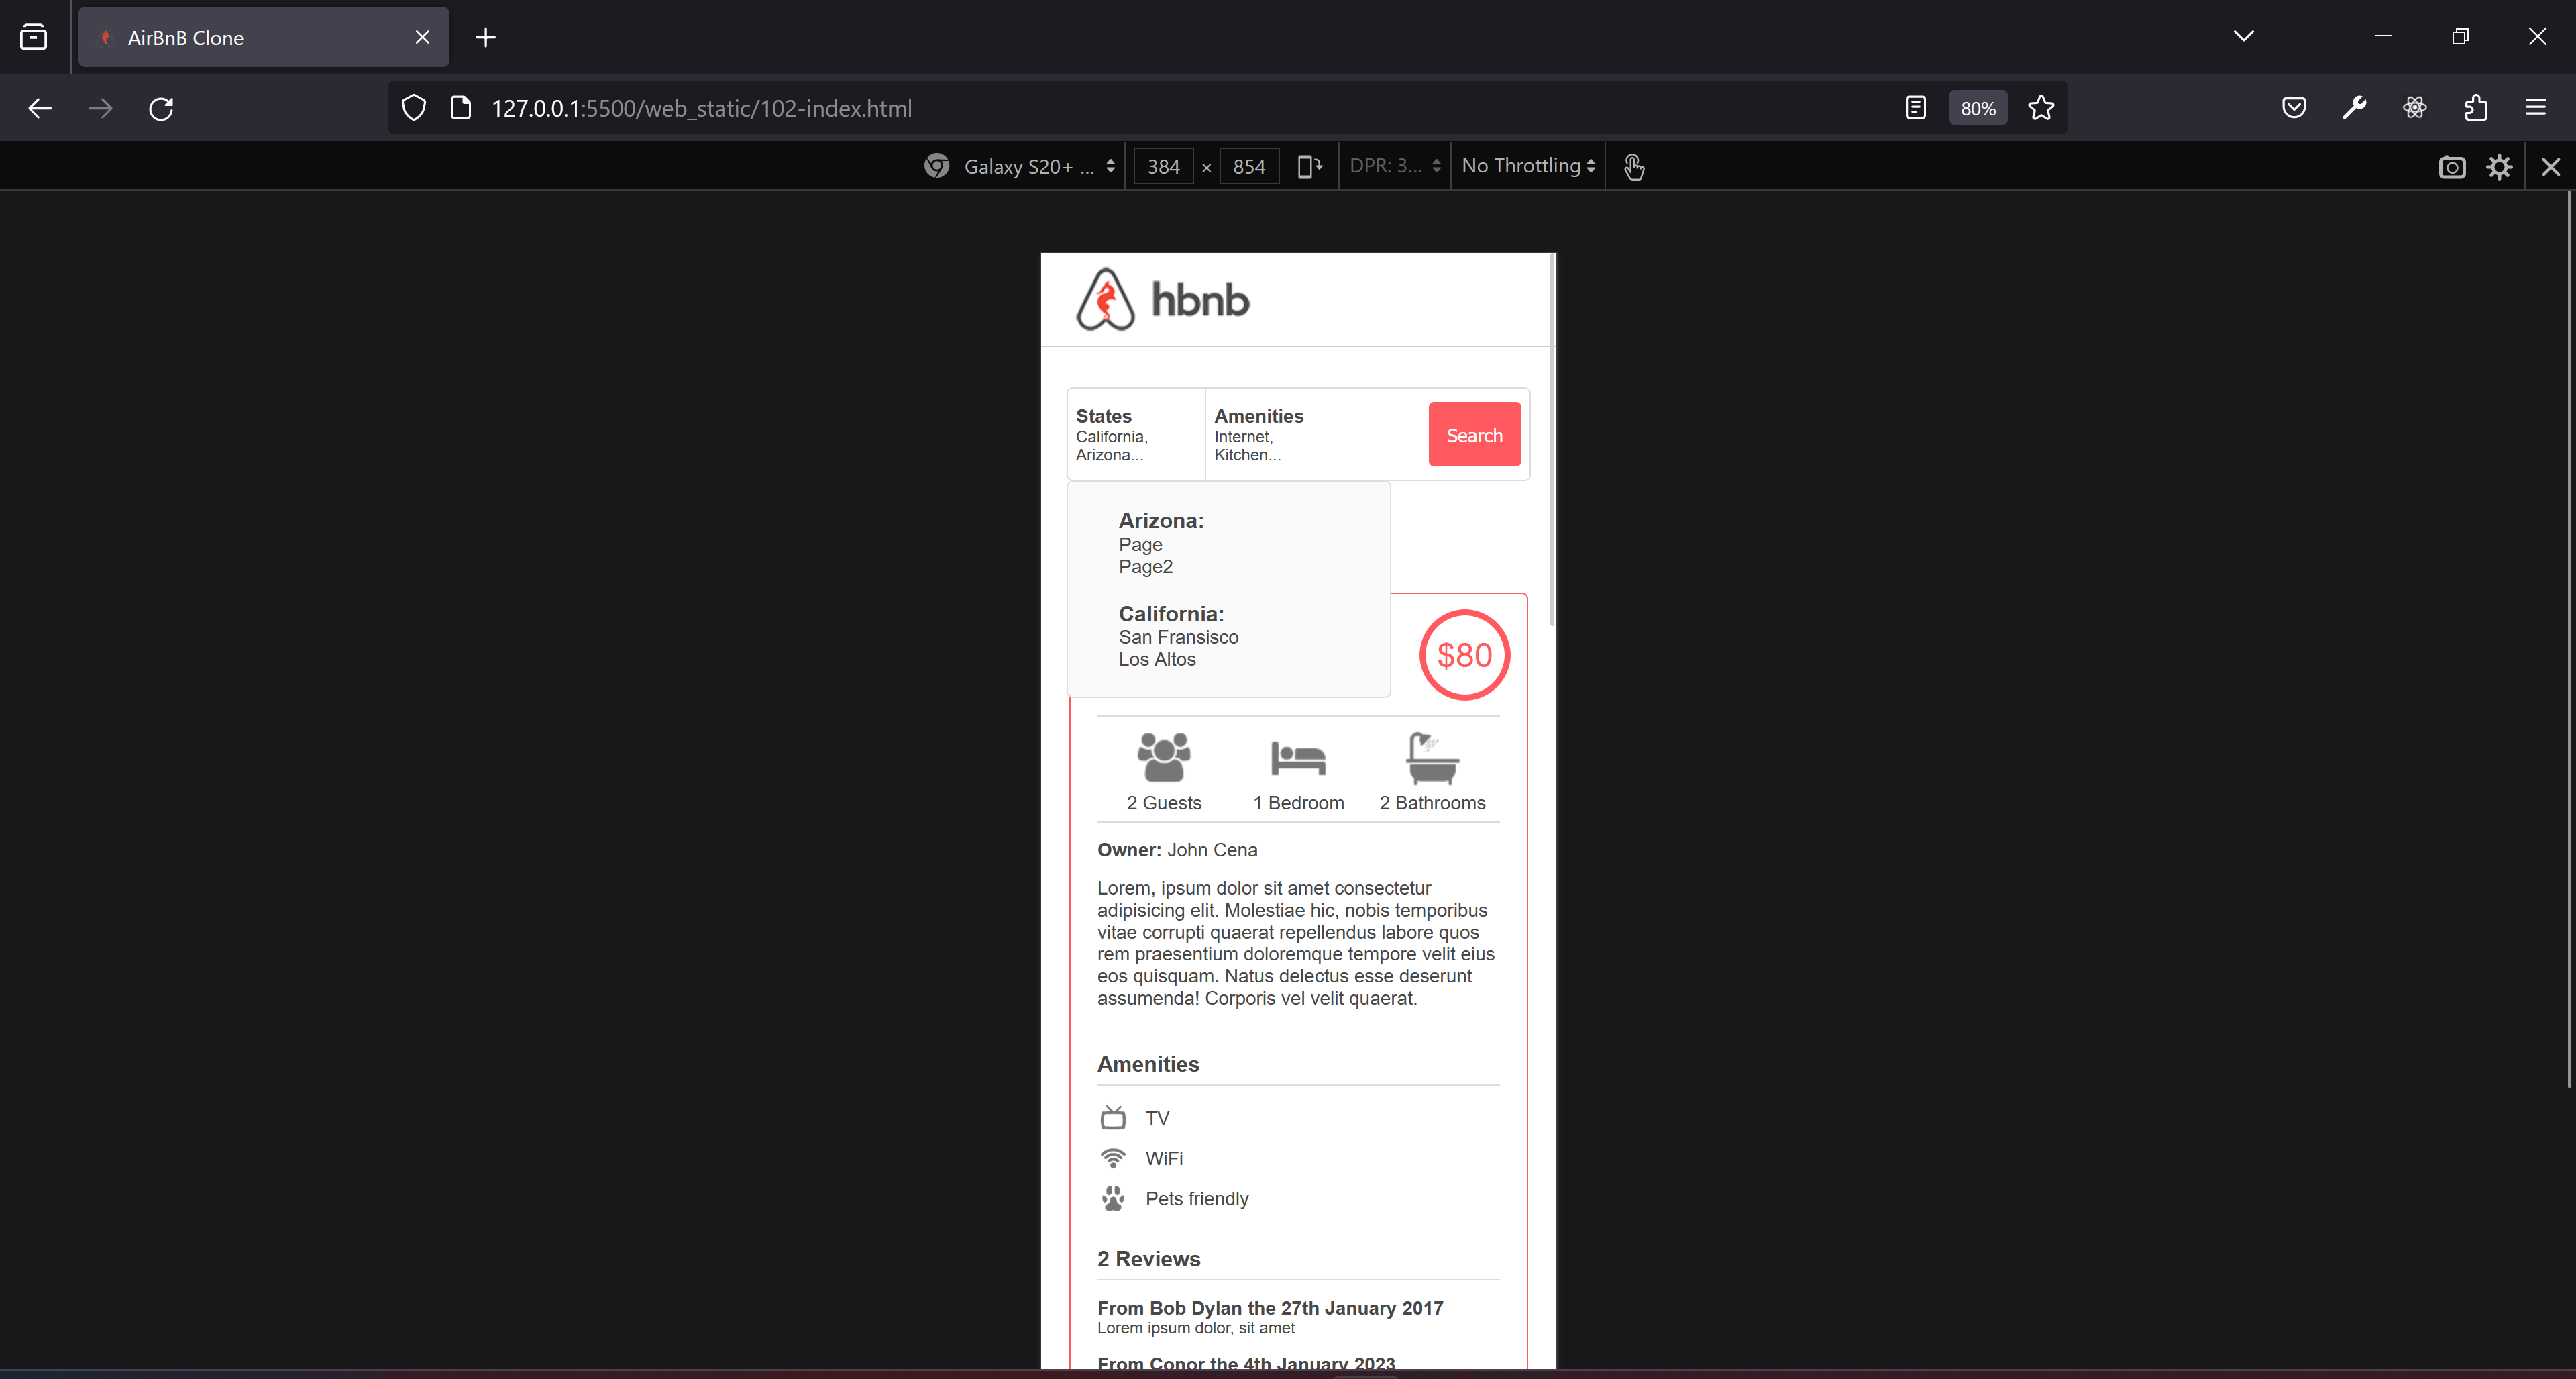 AirBnB Clone
127.0.0.1:5500/web_static/102-index.html
80%
Galaxy S20+ ...
384 × 854
DPR: 3...
No Throttling
hbnb
States
California,
Arizona...
Amenities
Internet,
Kitchen...
Search
Arizona:
Page
Page2
California:
San Fransisco
Los Altos
$80
2 Guests
1 Bedroom
2 Bathrooms
Owner: John Cena
Lorem, ipsum dolor sit amet consectetur
adipisicing elit. Molestiae hic, nobis temporibus
vitae corrupti quaerat repellendus labore quos
rem praesentium doloremque tempore velit eius
eos quisquam. Natus delectus esse deserunt
assumenda! Corporis vel velit quaerat.
Amenities
TV
WiFi
Pets friendly
2 Reviews
From Bob Dylan the 27th January 2017
Lorem ipsum dolor, sit amet
From Conor the 4th January 2023